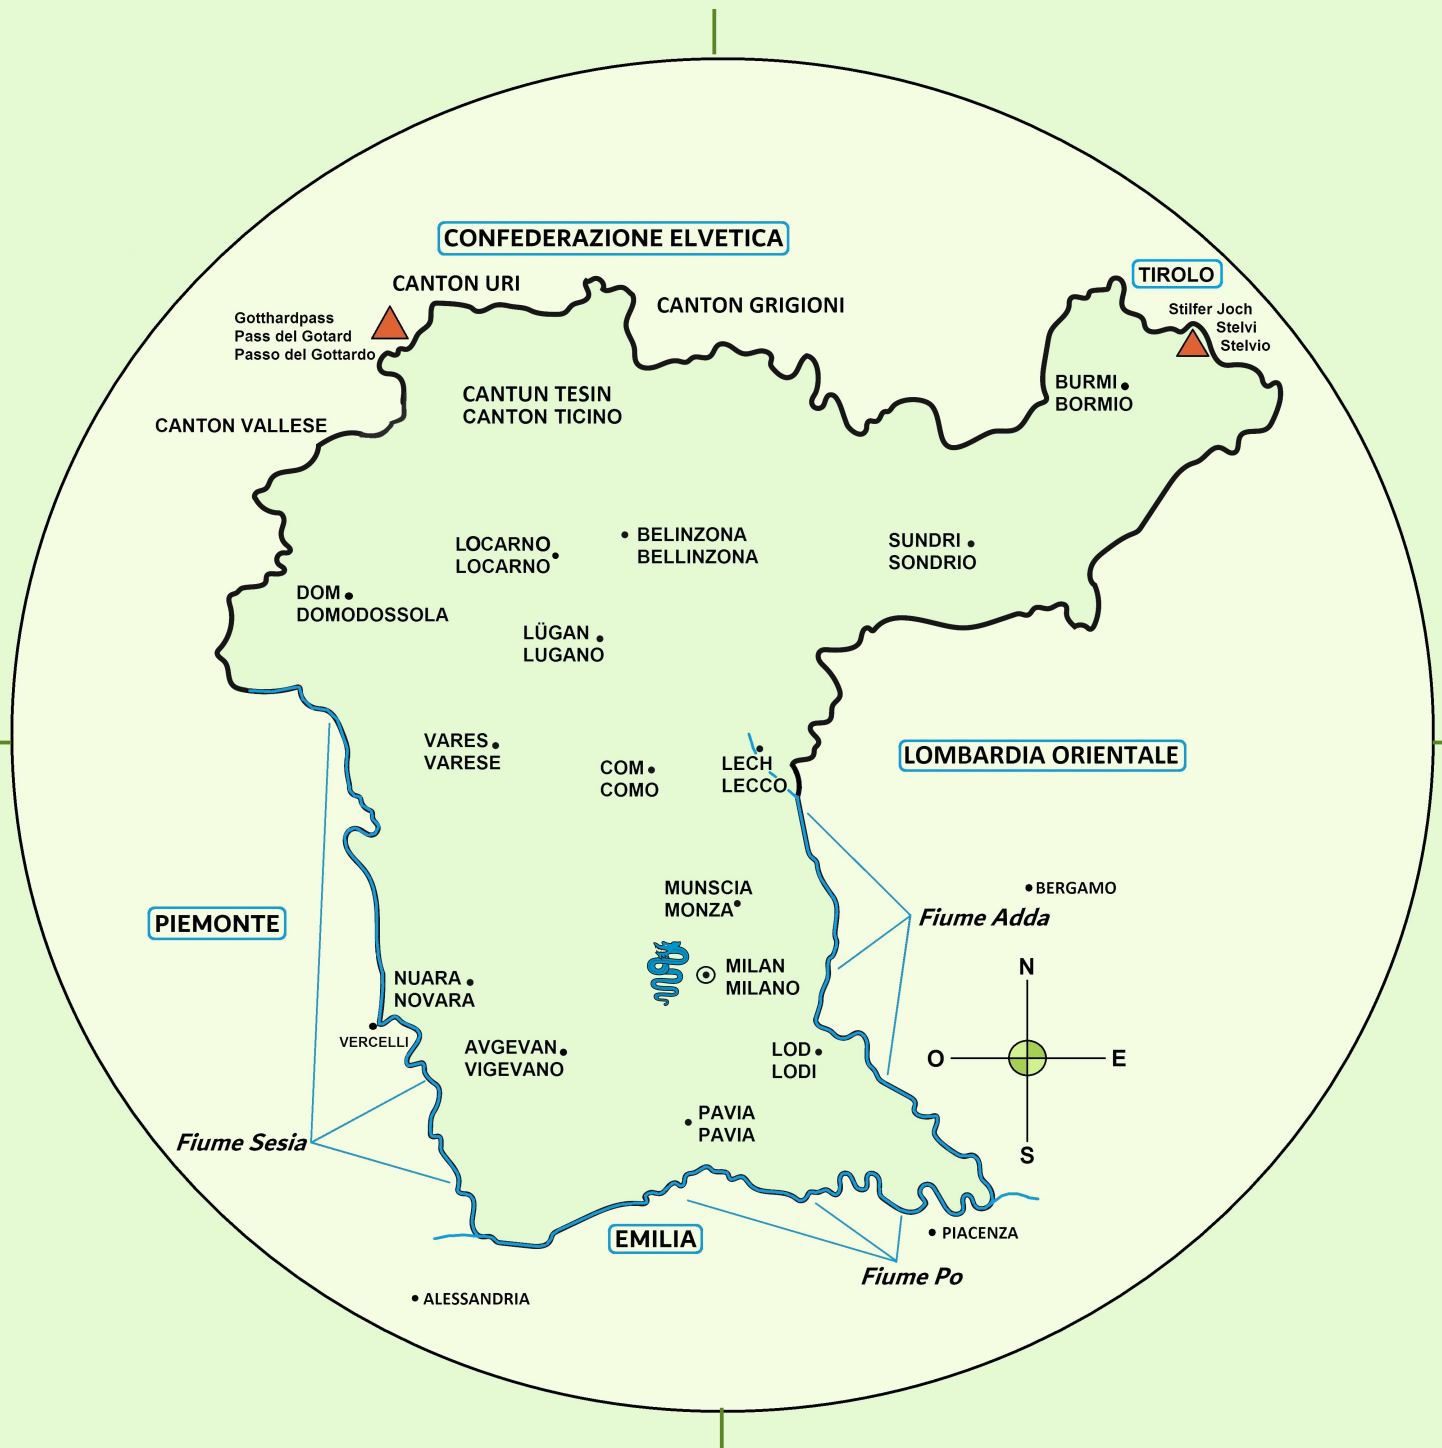 CONFEDERAZIONE ELVETICA
TIROLO
CANTON URI
CANTON GRIGIONI
Gotthardpass
Pass del Gotard
Passo del Gottardo
Stilfer Joch
Stelvi
Stelvio
BURMI
BORMIO
CANTUN TESIN
CANTON TICINO
CANTON VALLESE
LOCARNO
LOCARNO
BELINZONA
BELLINZONA
SUNDRI
SONDRIO
DOM
DOMODOSSOLA
LÜGAN
LUGANO
VARES
VARESE
COM
COMO
LECH
LECCO
LOMBARDIA ORIENTALE
MUNSCIA
MONZA
BERGAMO
PIEMONTE
Fiume Adda
NUARA
NOVARA
MILAN
MILANO
N
O
E
S
VERCELLI
AVGEVAN
VIGEVANO
LOD
LODI
PAVIA
PAVIA
Fiume Sesia
EMILIA
PIACENZA
Fiume Po
ALESSANDRIA